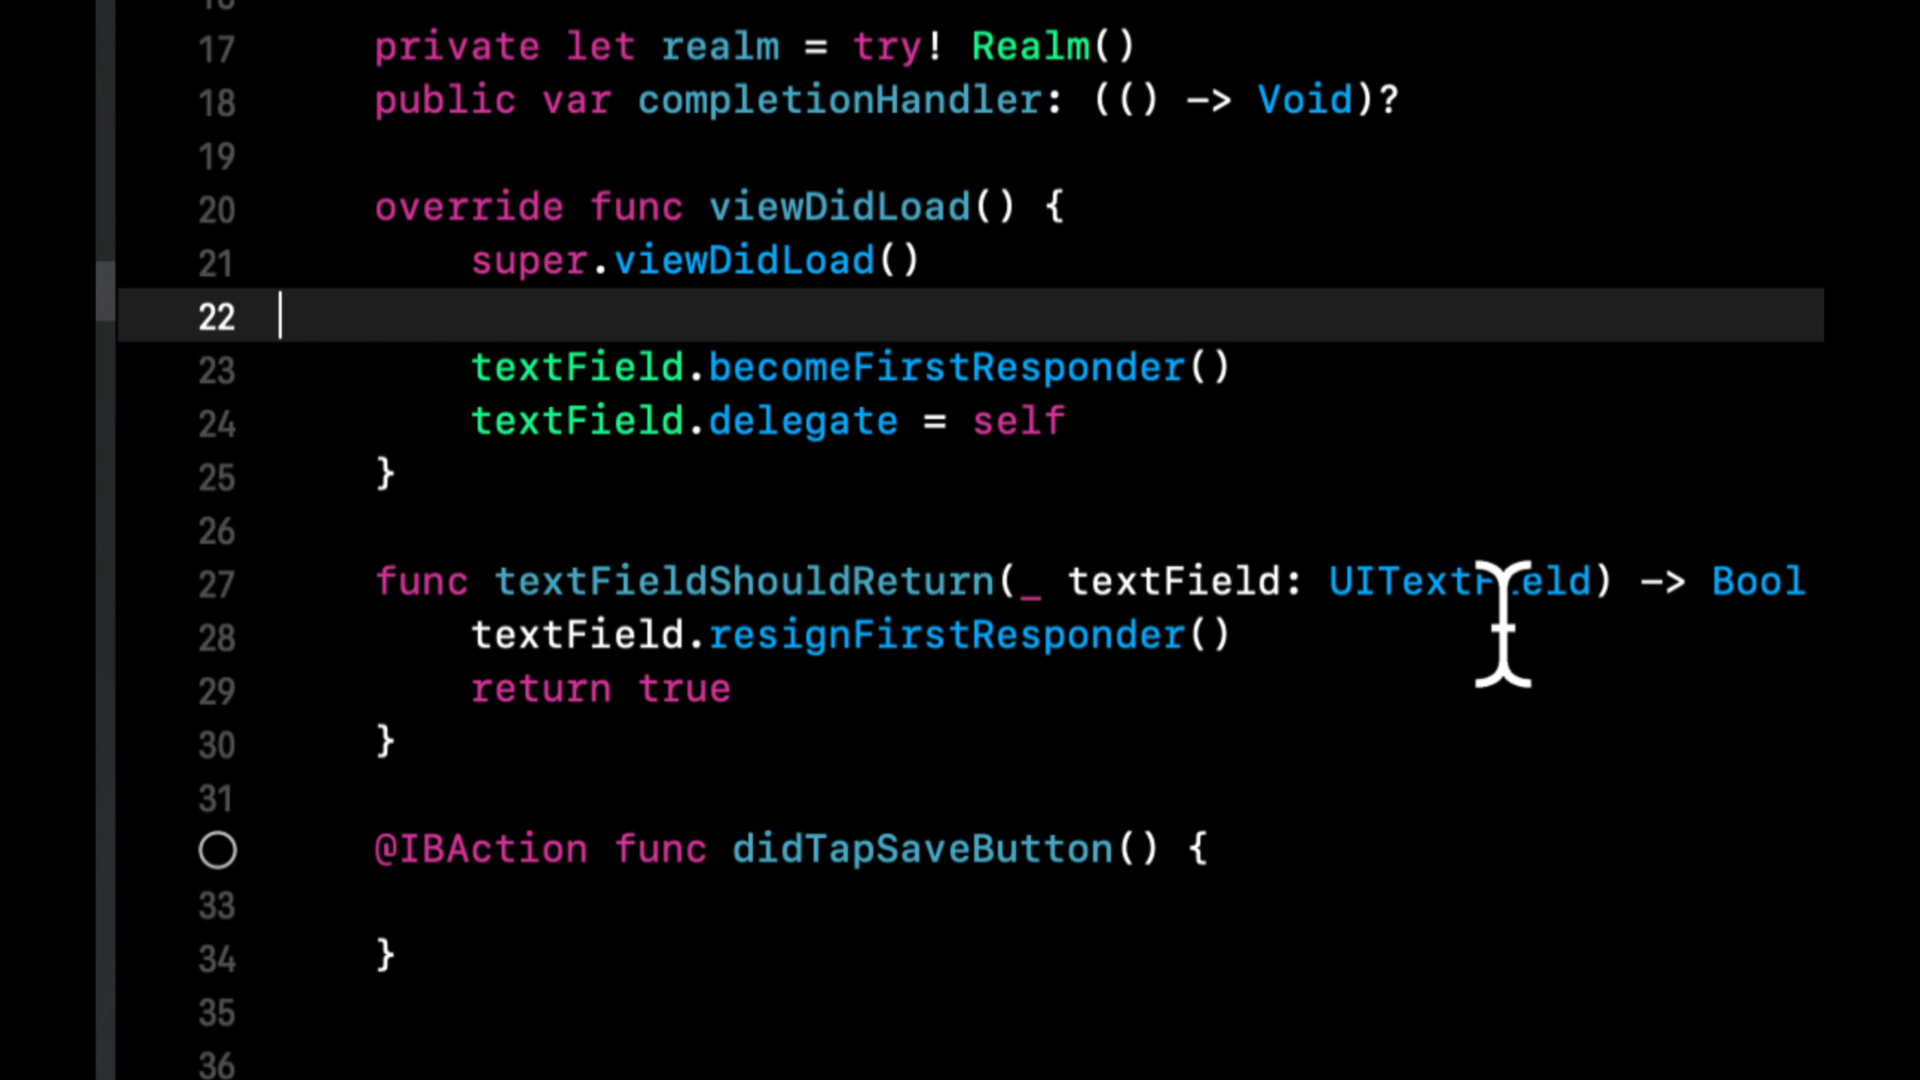 17 private let realm = try! Realm()
18 public var completionHandler: (() -> Void)?
19
20 override func viewDidLoad() {
21 super.viewDidLoad()
22
23 textField.becomeFirstResponder()
24 textField.delegate = self
25 }
26
27 func textFieldShouldReturn(_ textField: UITextField) -> Bool
28 textField.resignFirstResponder()
29 return true
30 }
31
@IBAction func didTapSaveButton() {
33
34 }
35
36